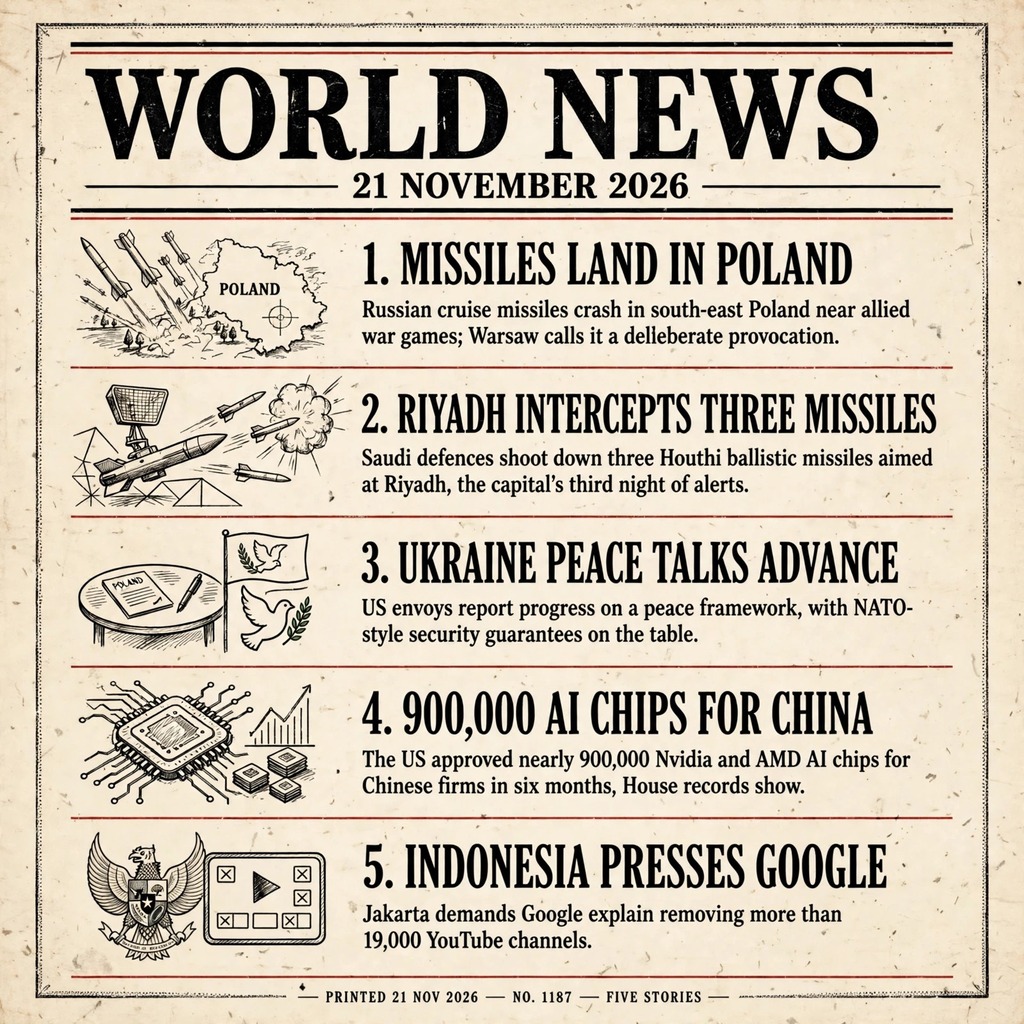 WORLD NEWS
21 NOVEMBER 2026
POLAND
1. MISSILES LAND IN POLAND
Russian cruise missiles crash in south-east Poland near allied
war games; Warsaw calls it a delleberate provocation.
2. RIYADH INTERCEPTS THREE MISSILES
Saudi defences shoot down three Houthi ballistic missiles aimed
at Riyadh, the capital's third night of alerts.
POLAND
3. UKRAINE PEACE TALKS ADVANCE
US envoys report progress on a peace framework, with NATO-
style security guarantees on the table.
4. 900,000 AI CHIPS FOR CHINA
The US approved nearly 900,000 Nvidia and AMD AI chips for
Chinese firms in six months, House records show.
5. INDONESIA PRESSES GOOGLE
Jakarta demands Google explain removing more than
19,000 YouTube channels.
PRINTED 21 NOV 2026 — NO. 1187 — FIVE STORIES